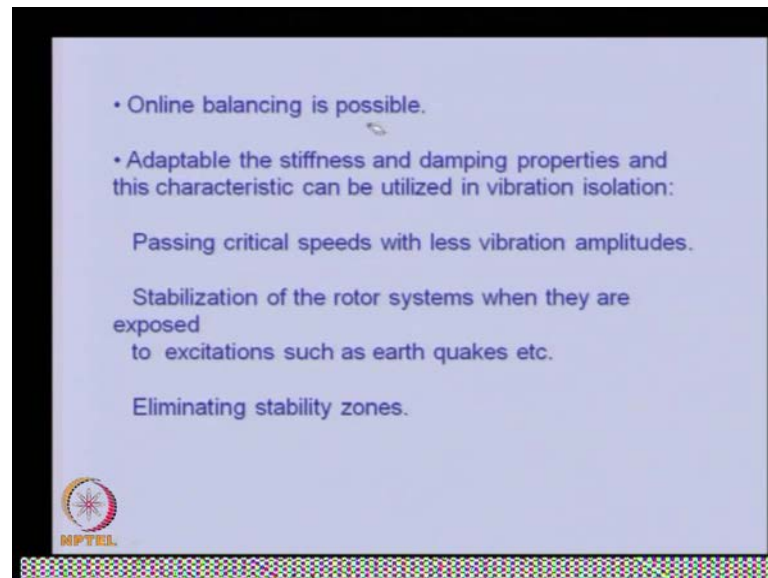 • Online balancing is possible.
• Adaptable the stiffness and damping properties and
this characteristic can be utilized in vibration isolation:
Passing critical speeds with less vibration amplitudes.
Stabilization of the rotor systems when they are
exposed
to excitations such as earth quakes etc.
Eliminating stability zones.
NPTEL